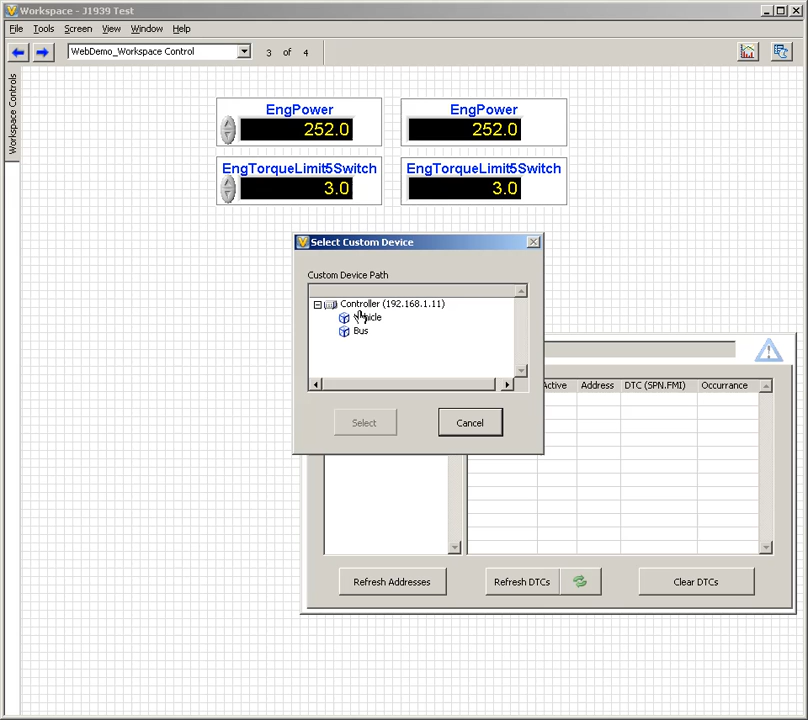 Workspace - J1939 Test
File Tools Screen View Window Help
WebDemo_Workspace Control 3 of 4
Workspace Controls
EngPower EngPower
252.0 252.0
EngTorqueLimit5Switch EngTorqueLimit5Switch
3.0 3.0
Select Custom Device
Custom Device Path
Controller (192.168.1.11)
Bus
Select Cancel
Active Address DTC (SPN.FMI) Occurrance
Refresh Addresses Refresh DTCs Clear DTCs